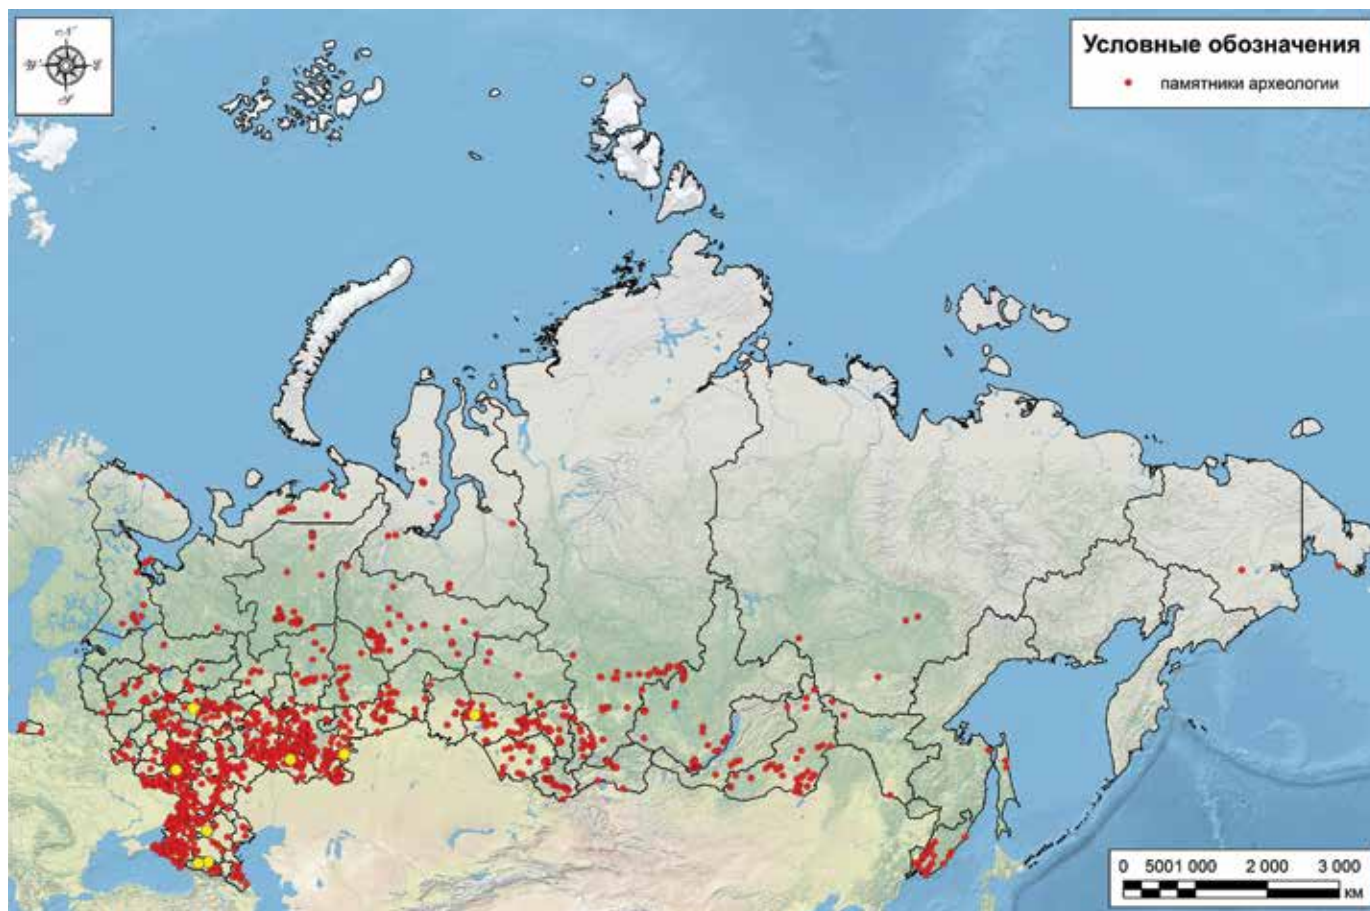 N
W E
S
Условные обозначения
памятники археологии
0 5001 000 2 000 3 000
км